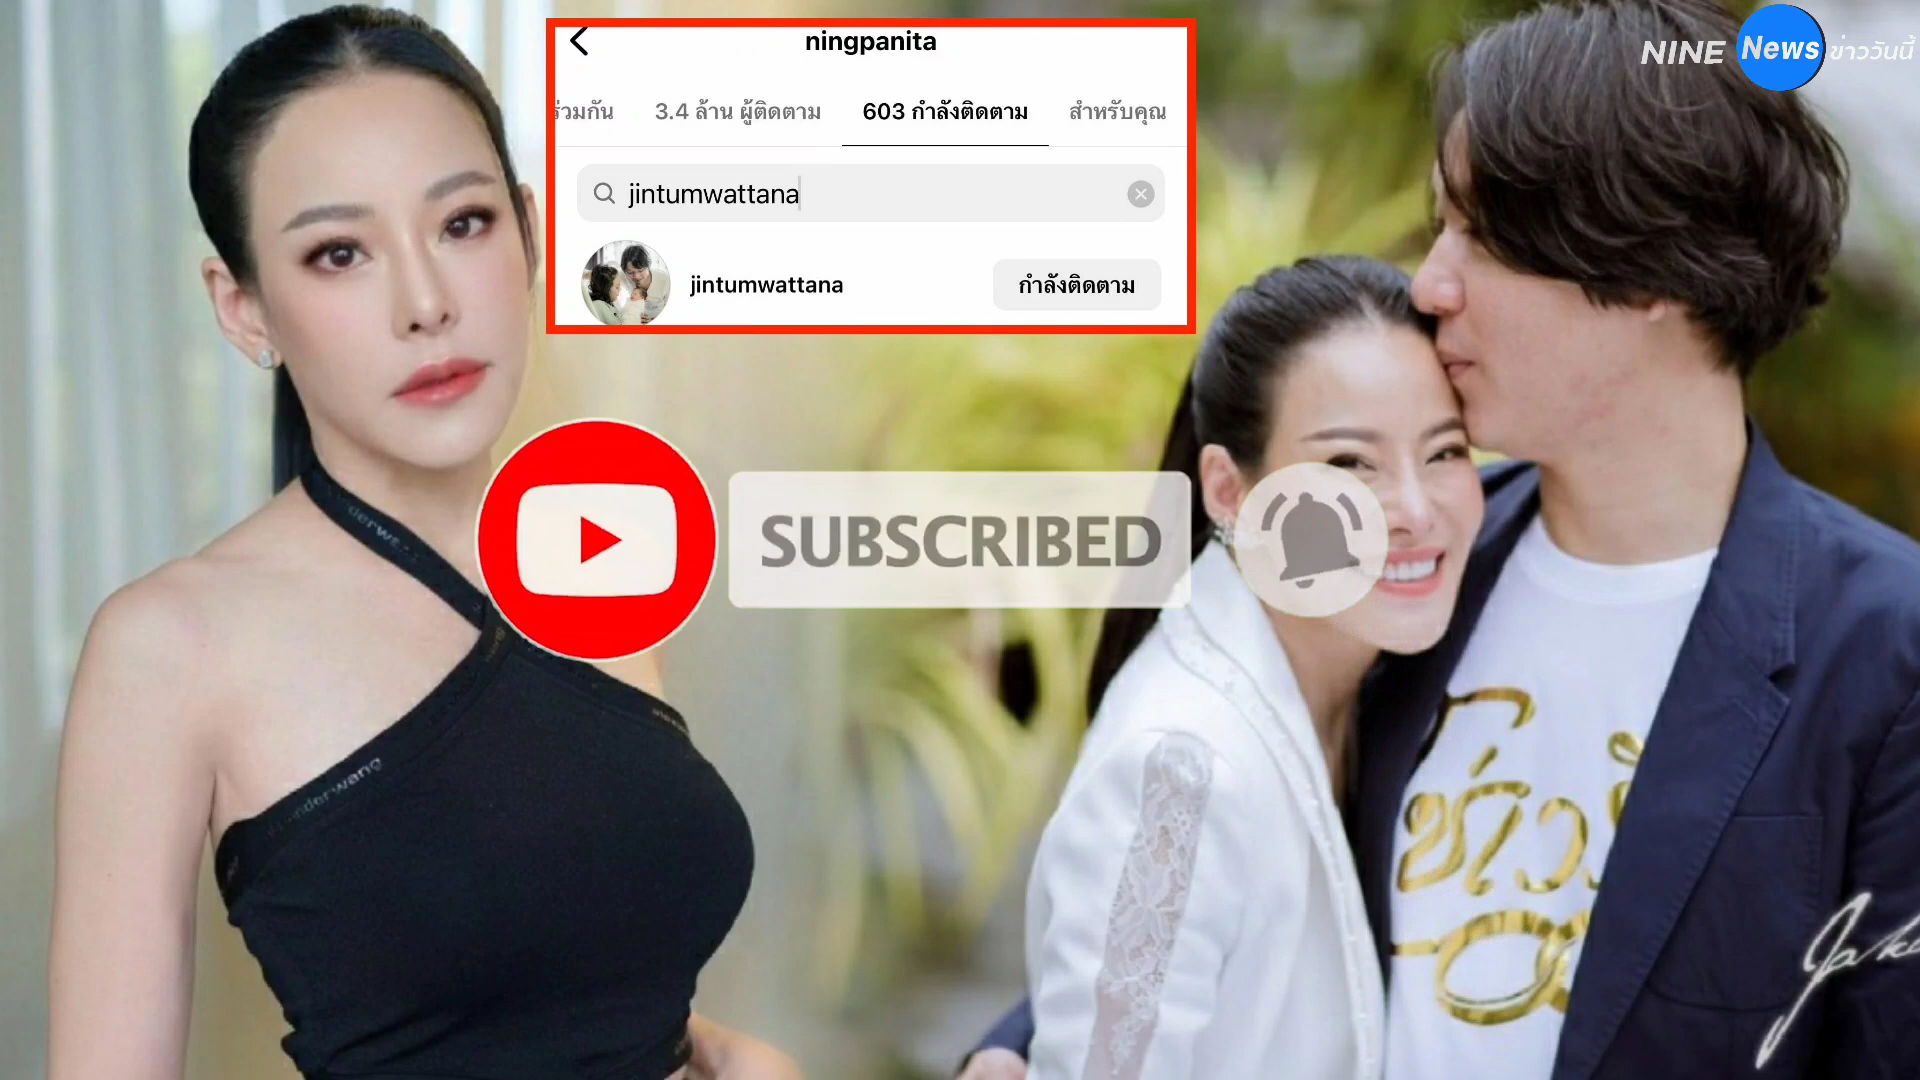 ningpanita
ร่วมกัน 3.4 ล้าน ผู้ติดตาม 603 กำลังติดตาม สำหรับคุณ
jintumwattana
jintumwattana กำลังติดตาม
NINE News ข่าววันนี้
SUBSCRIBED